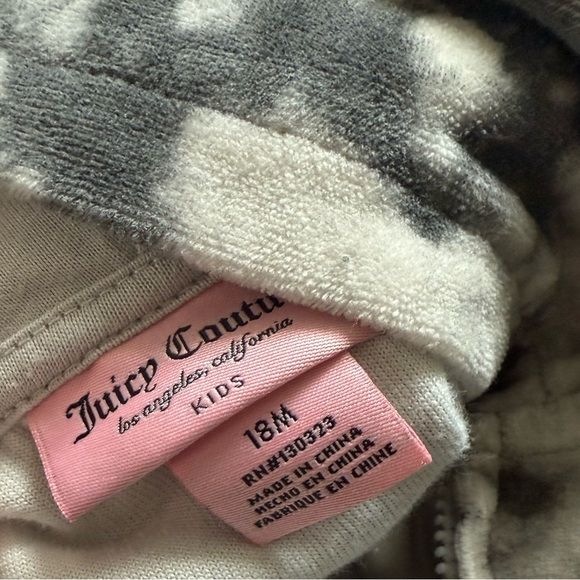 Juicy Coutu
los angeles, california
KIDS
18M
RN#130323
MADE IN CHINA
HECHO EN CHINA
FABRIQUE EN CHINE